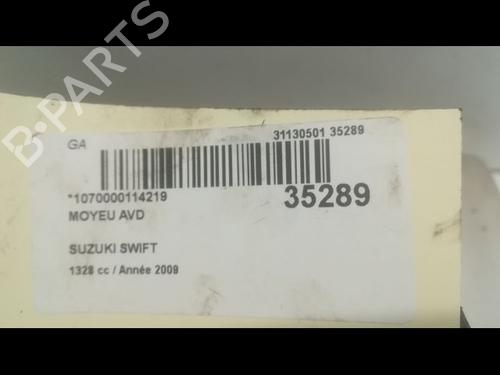 GA
31130501 35289
*1070000114219
35289
MOYEU AVD
SUZUKI SWIFT
1328 cc / Année 2009
B-PARTS